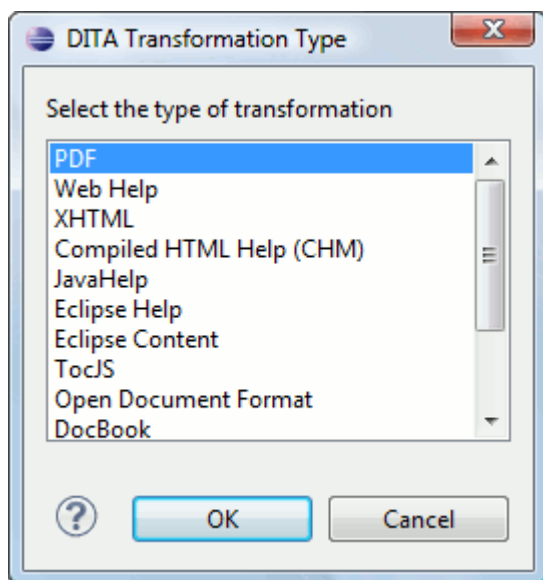 DITA Transformation Type
Select the type of transformation
PDF
Web Help
XHTML
Compiled HTML Help (CHM)
JavaHelp
Eclipse Help
Eclipse Content
TocJS
Open Document Format
DocBook
?
OK
Cancel